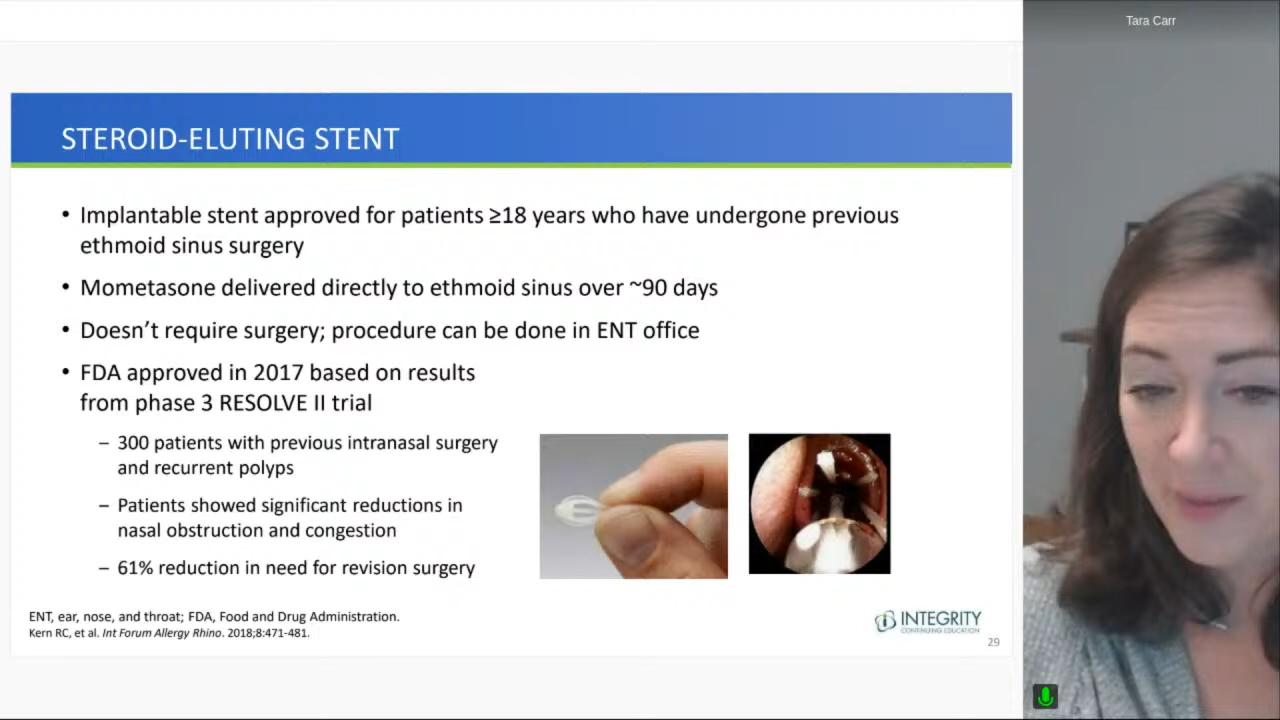 Tara Carr
STEROID-ELUTING STENT
• Implantable stent approved for patients ≥18 years who have undergone previous
ethmoid sinus surgery
• Mometasone delivered directly to ethmoid sinus over ~90 days
• Doesn’t require surgery; procedure can be done in ENT office
• FDA approved in 2017 based on results
from phase 3 RESOLVE II trial
– 300 patients with previous intranasal surgery
and recurrent polyps
– Patients showed significant reductions in
nasal obstruction and congestion
– 61% reduction in need for revision surgery
ENT, ear, nose, and throat; FDA, Food and Drug Administration.
Kern RC, et al. Int Forum Allergy Rhino. 2018;8:471-481.
INTEGRITY
CONTINUING EDUCATION
29